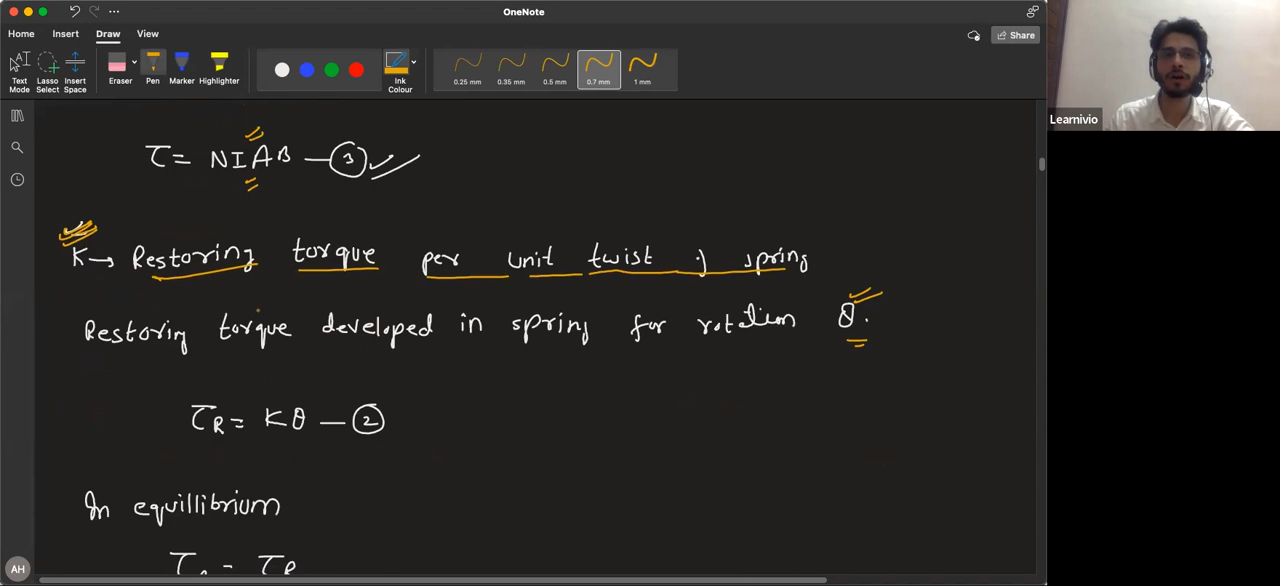 OneNote
Home Insert Draw View
Share
Text Mode
Lasso Select
Insert Space
Eraser
Pen
Marker
Highlighter
Ink Colour
0.25 mm
0.35 mm
0.5 mm
0.7 mm
1 mm
Learnivio
τ = NIAB — ③
K → Restoring torque per unit twist of spring
Restoring torque developed in spring for rotation θ.
τR = Kθ — ②
In equillibrium
AH